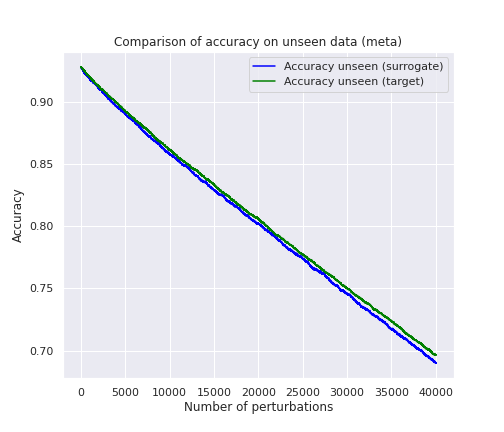 Comparison of accuracy on unseen data (meta)
Accuracy unseen (surrogate)
Accuracy unseen (target)
0.90
0.85
0.80
0.75
0.70
Accuracy
0 5000 10000 15000 20000 25000 30000 35000 40000
Number of perturbations